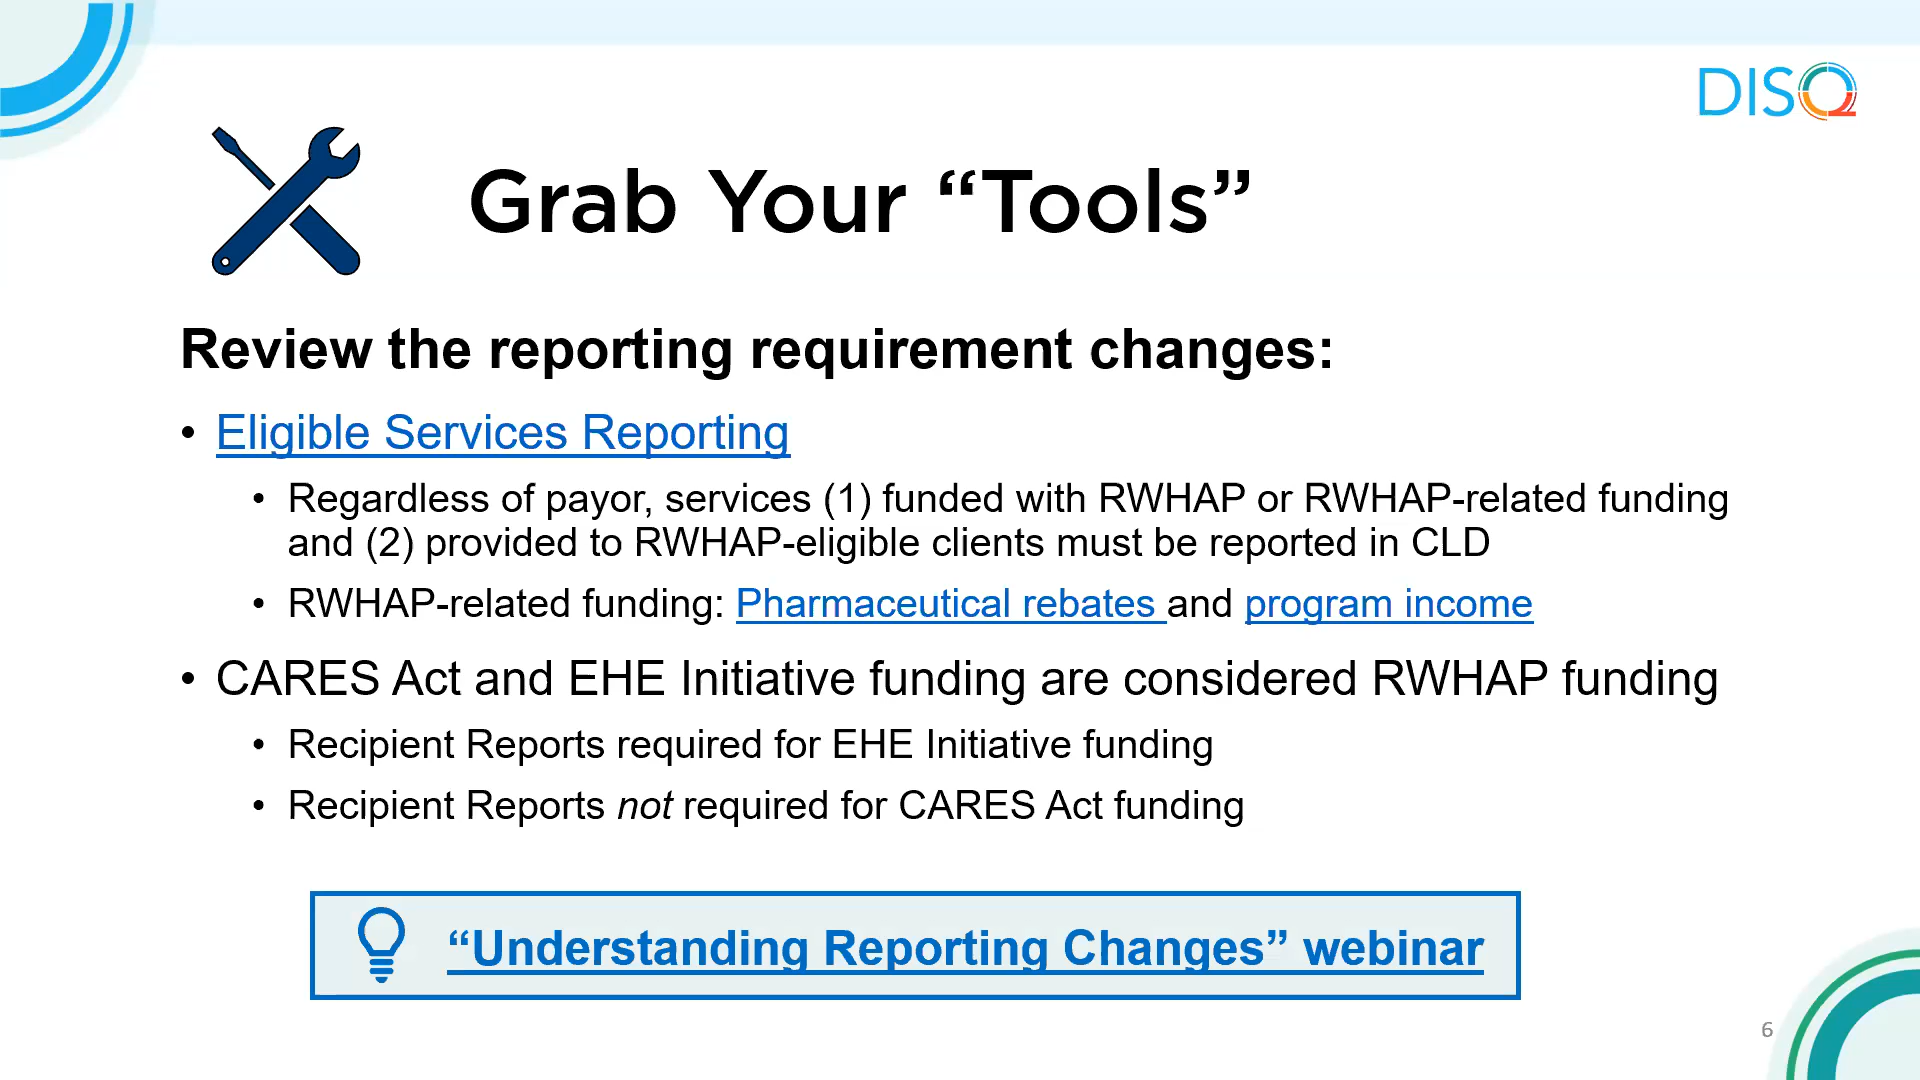 DISQ
Grab Your “Tools”
Review the reporting requirement changes:
• Eligible Services Reporting
• Regardless of payor, services (1) funded with RWHAP or RWHAP-related funding
and (2) provided to RWHAP-eligible clients must be reported in CLD
• RWHAP-related funding: Pharmaceutical rebates and program income
• CARES Act and EHE Initiative funding are considered RWHAP funding
• Recipient Reports required for EHE Initiative funding
• Recipient Reports not required for CARES Act funding
“Understanding Reporting Changes” webinar
6